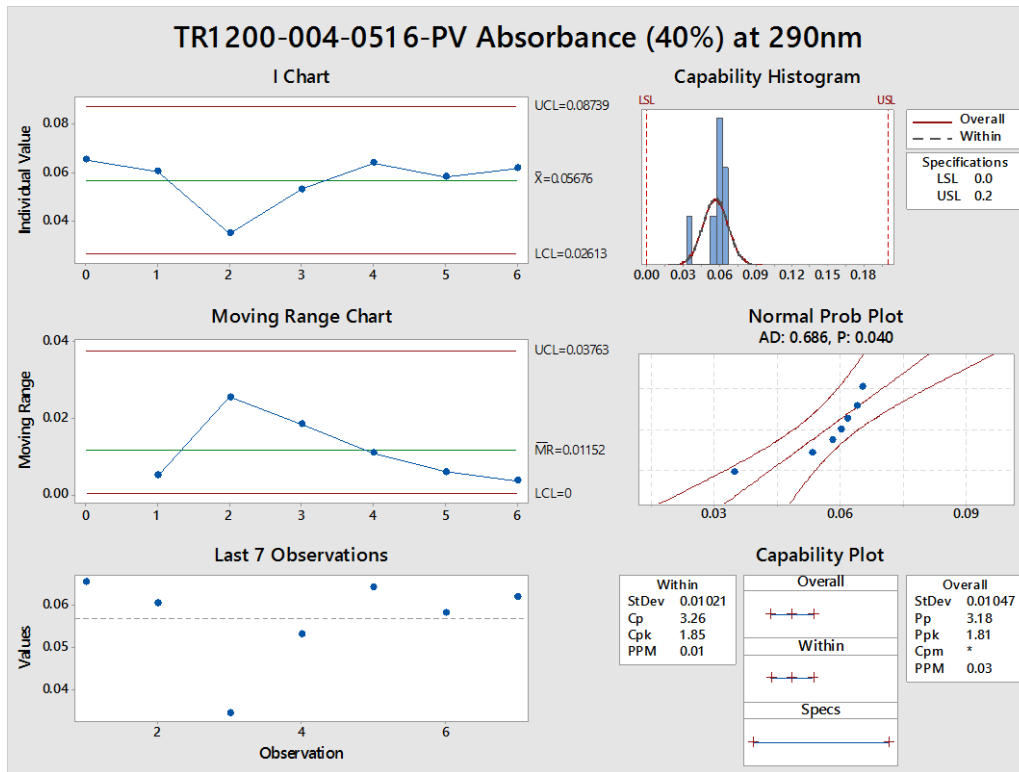 TR1200-004-0516-PV Absorbance (40%) at 290nm
I Chart
Individual Value
0.08
0.06
0.04
0 1 2 3 4 5 6
UCL=0.08739
X̄=0.05676
LCL=0.02613
Capability Histogram
LSL USL
0.00 0.03 0.06 0.09 0.12 0.15 0.18
Overall
Within
Specifications
LSL 0.0
USL 0.2
Moving Range Chart
Moving Range
0.04
0.02
0.00
0 1 2 3 4 5 6
UCL=0.03763
M̅R̅=0.01152
LCL=0
Normal Prob Plot
AD: 0.686, P: 0.040
0.03 0.06 0.09
Last 7 Observations
Values
0.06
0.05
0.04
2 4 6
Observation
Capability Plot
Within
StDev 0.01021
Cp 3.26
Cpk 1.85
PPM 0.01
Overall
Within
Specs
Overall
StDev 0.01047
Pp 3.18
Ppk 1.81
Cpm *
PPM 0.03